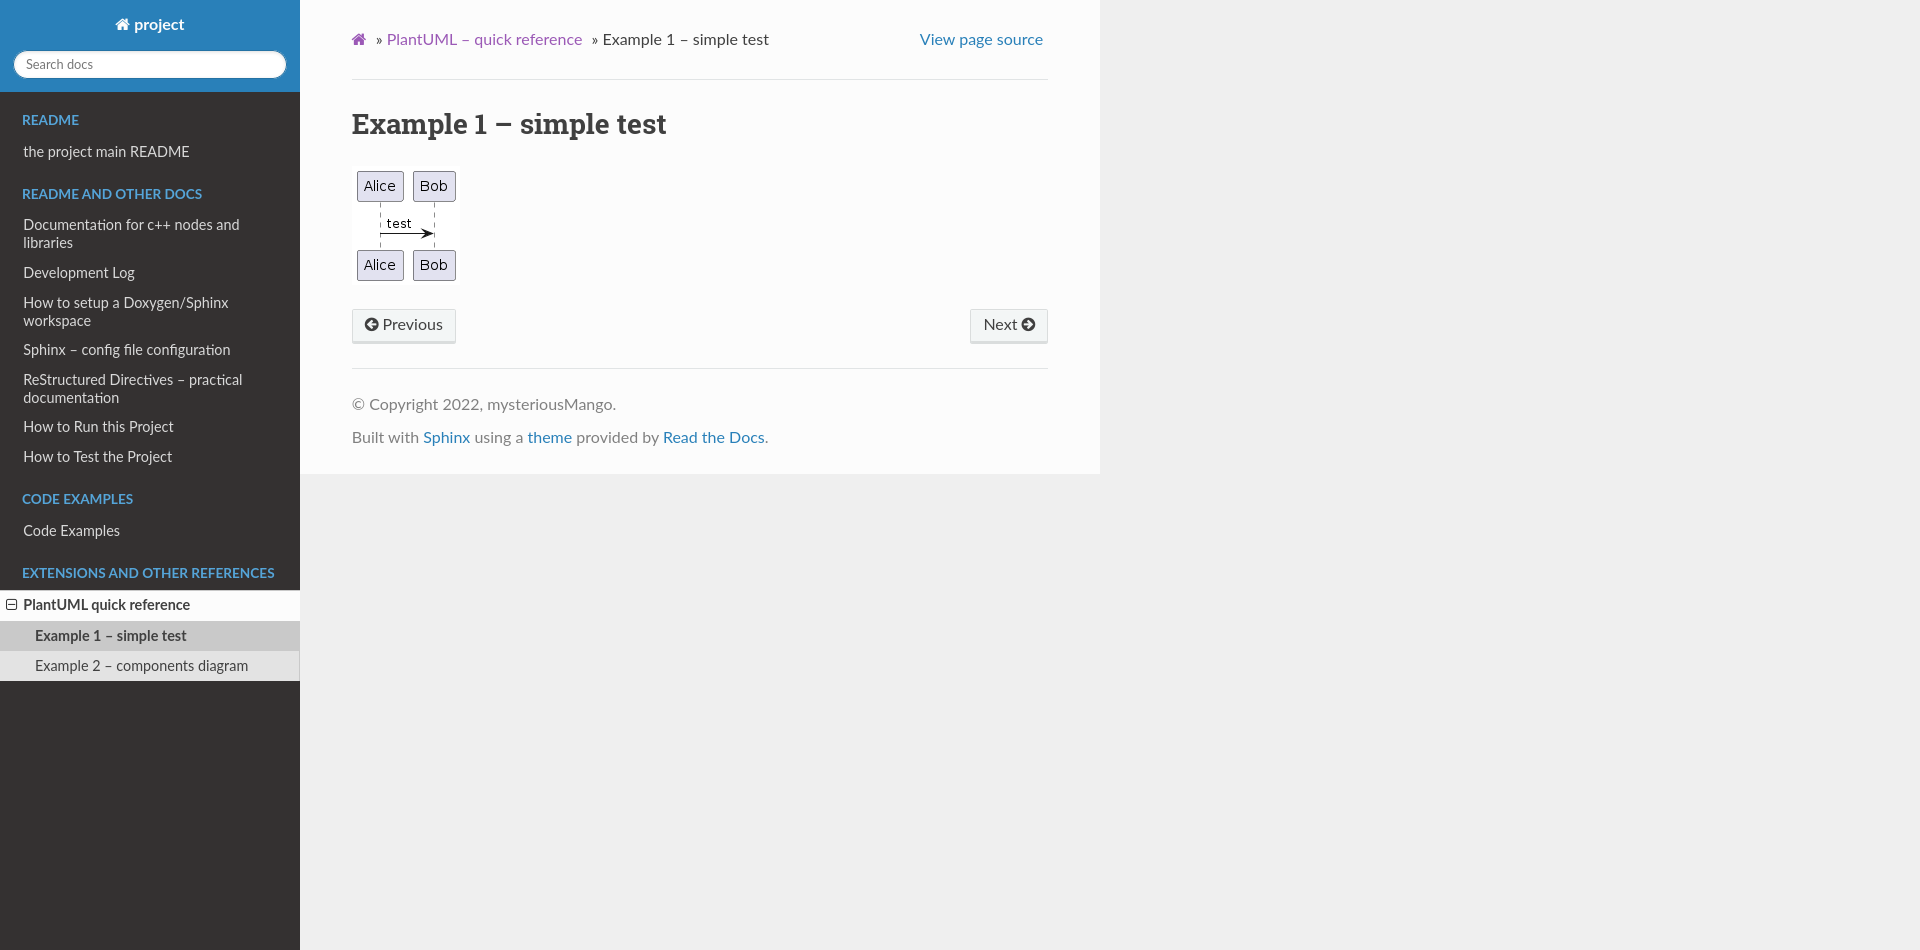 project
Search docs
README
the project main README
README AND OTHER DOCS
Documentation for c++ nodes and
libraries
Development Log
How to setup a Doxygen/Sphinx
workspace
Sphinx – config file configuration
ReStructured Directives – practical
documentation
How to Run this Project
How to Test the Project
CODE EXAMPLES
Code Examples
EXTENSIONS AND OTHER REFERENCES
PlantUML quick reference
Example 1 – simple test
Example 2 – components diagram
» PlantUML – quick reference » Example 1 – simple test
View page source
Example 1 – simple test
Alice Bob
test
Alice Bob
Previous
Next
© Copyright 2022, mysteriousMango.
Built with Sphinx using a theme provided by Read the Docs.